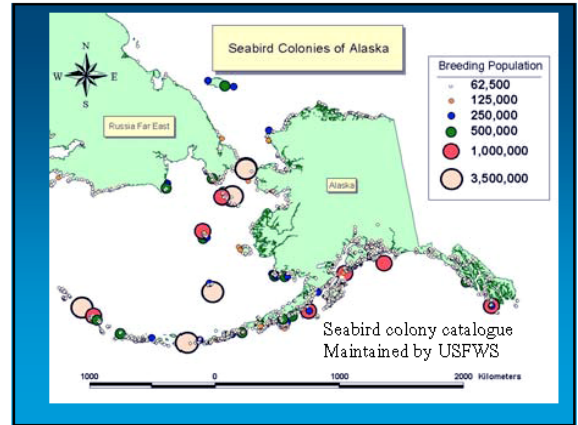 Seabird Colonies of Alaska
N
W E
S
Russia Far East
Alaska
Breeding Population
62,500
125,000
250,000
500,000
1,000,000
3,500,000
Seabird colony catalogue
Maintained by USFWS
1000 0 1000 2000 Kilometers